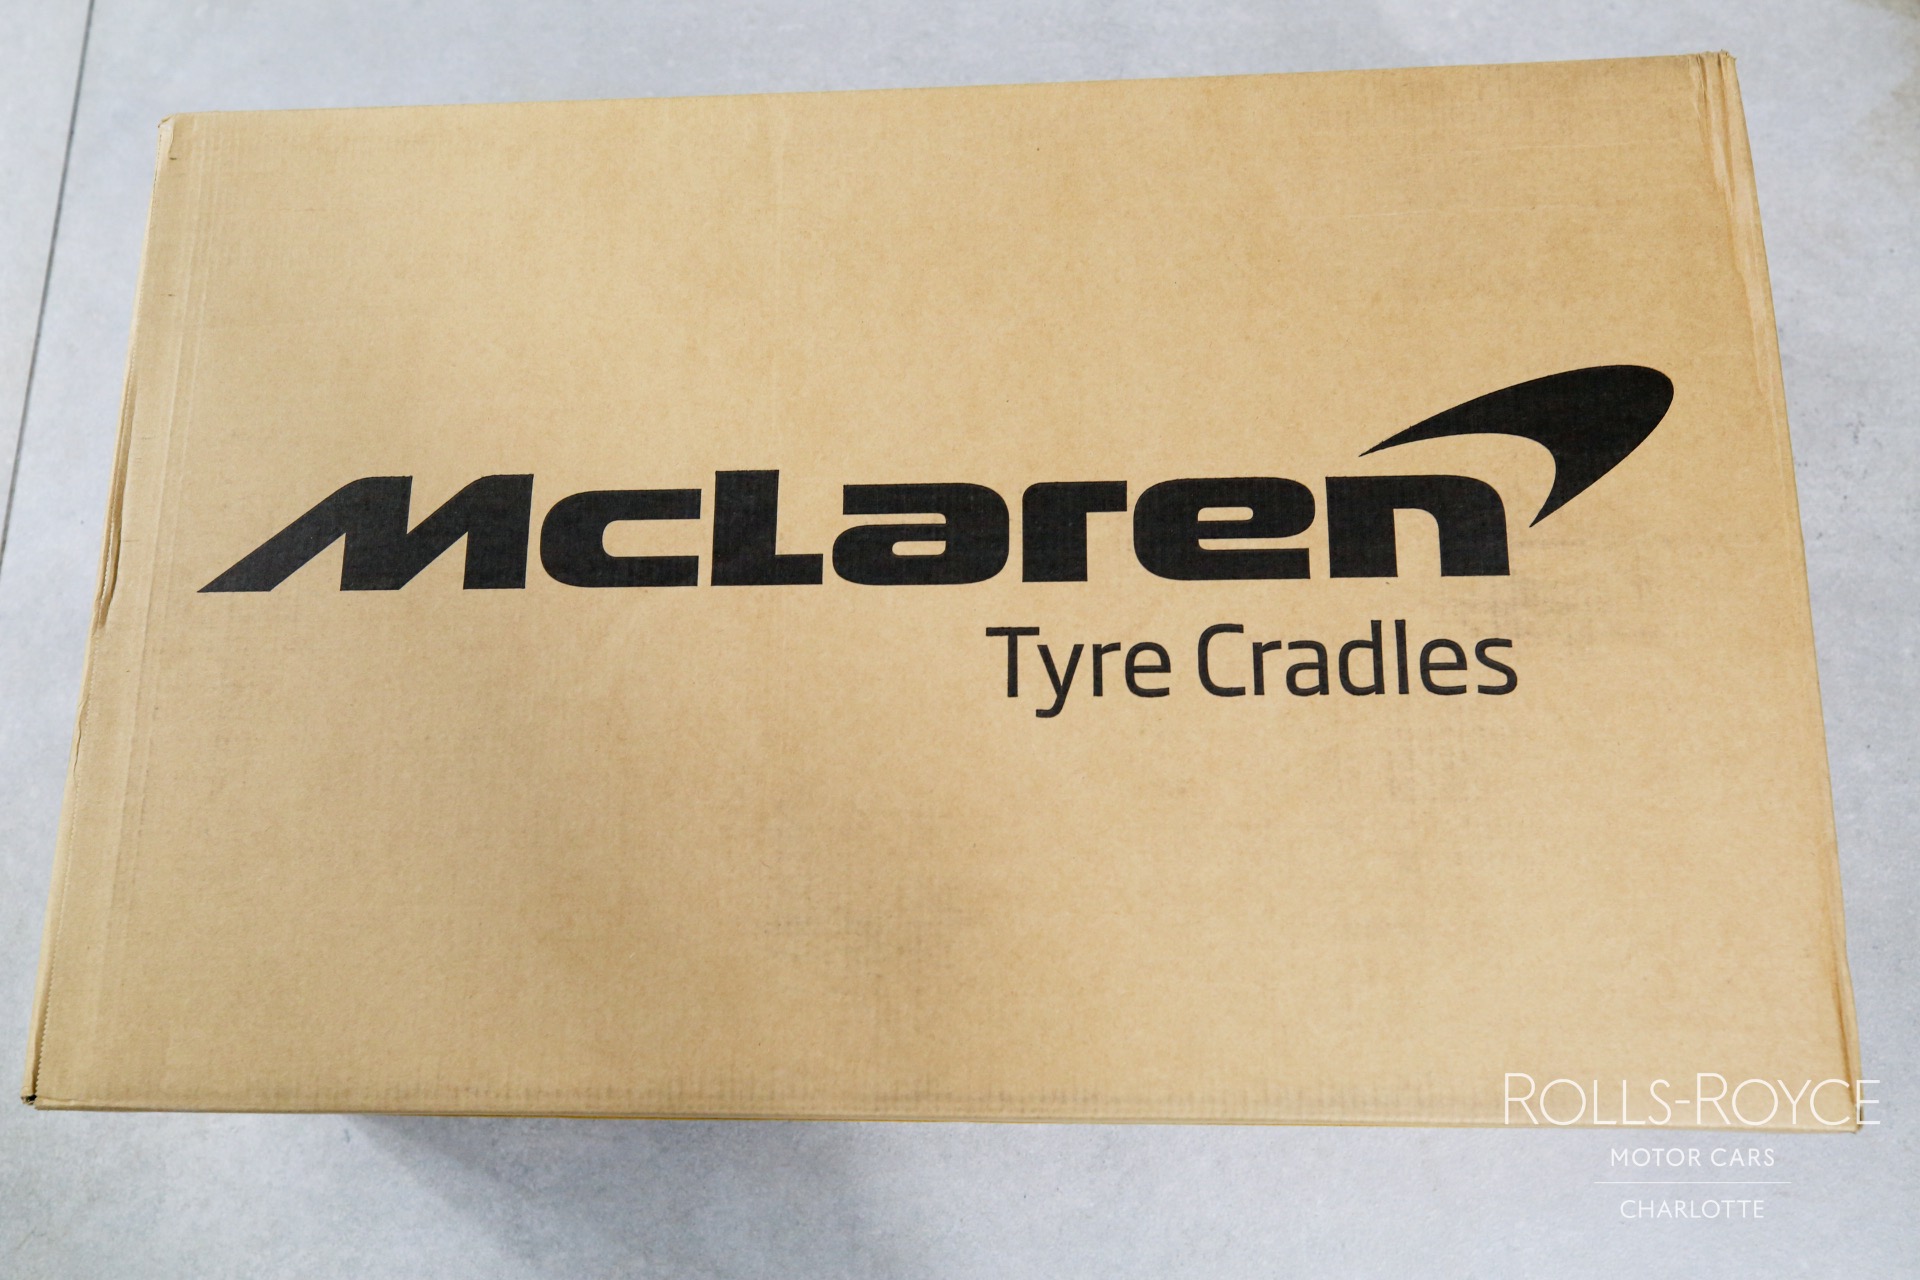 McLaren
Tyre Cradles
ROLLS-ROYCE
MOTOR CARS
CHARLOTTE